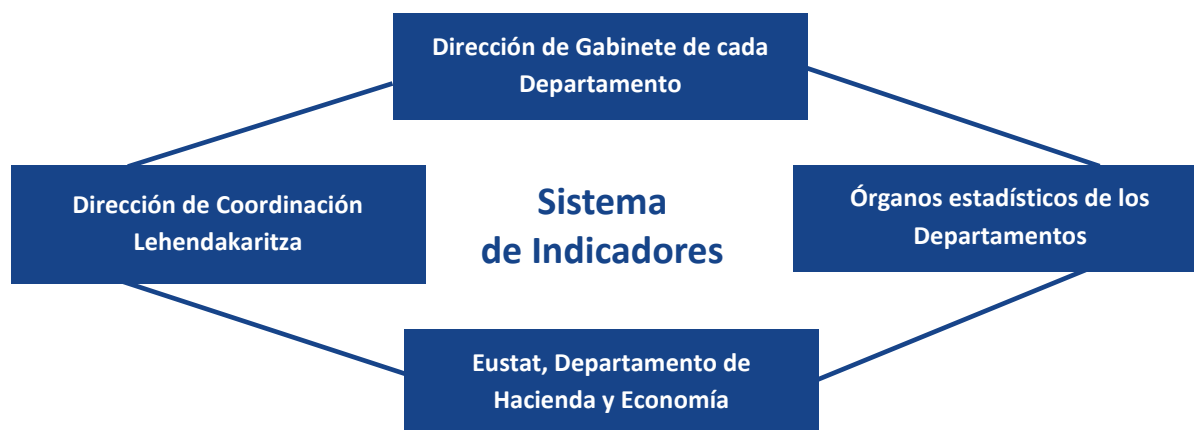 Dirección de Gabinete de cada
Departamento
Dirección de Coordinación
Lehendakaritza
Sistema
de Indicadores
Órganos estadísticos de los
Departamentos
Eustat, Departamento de
Hacienda y Economía